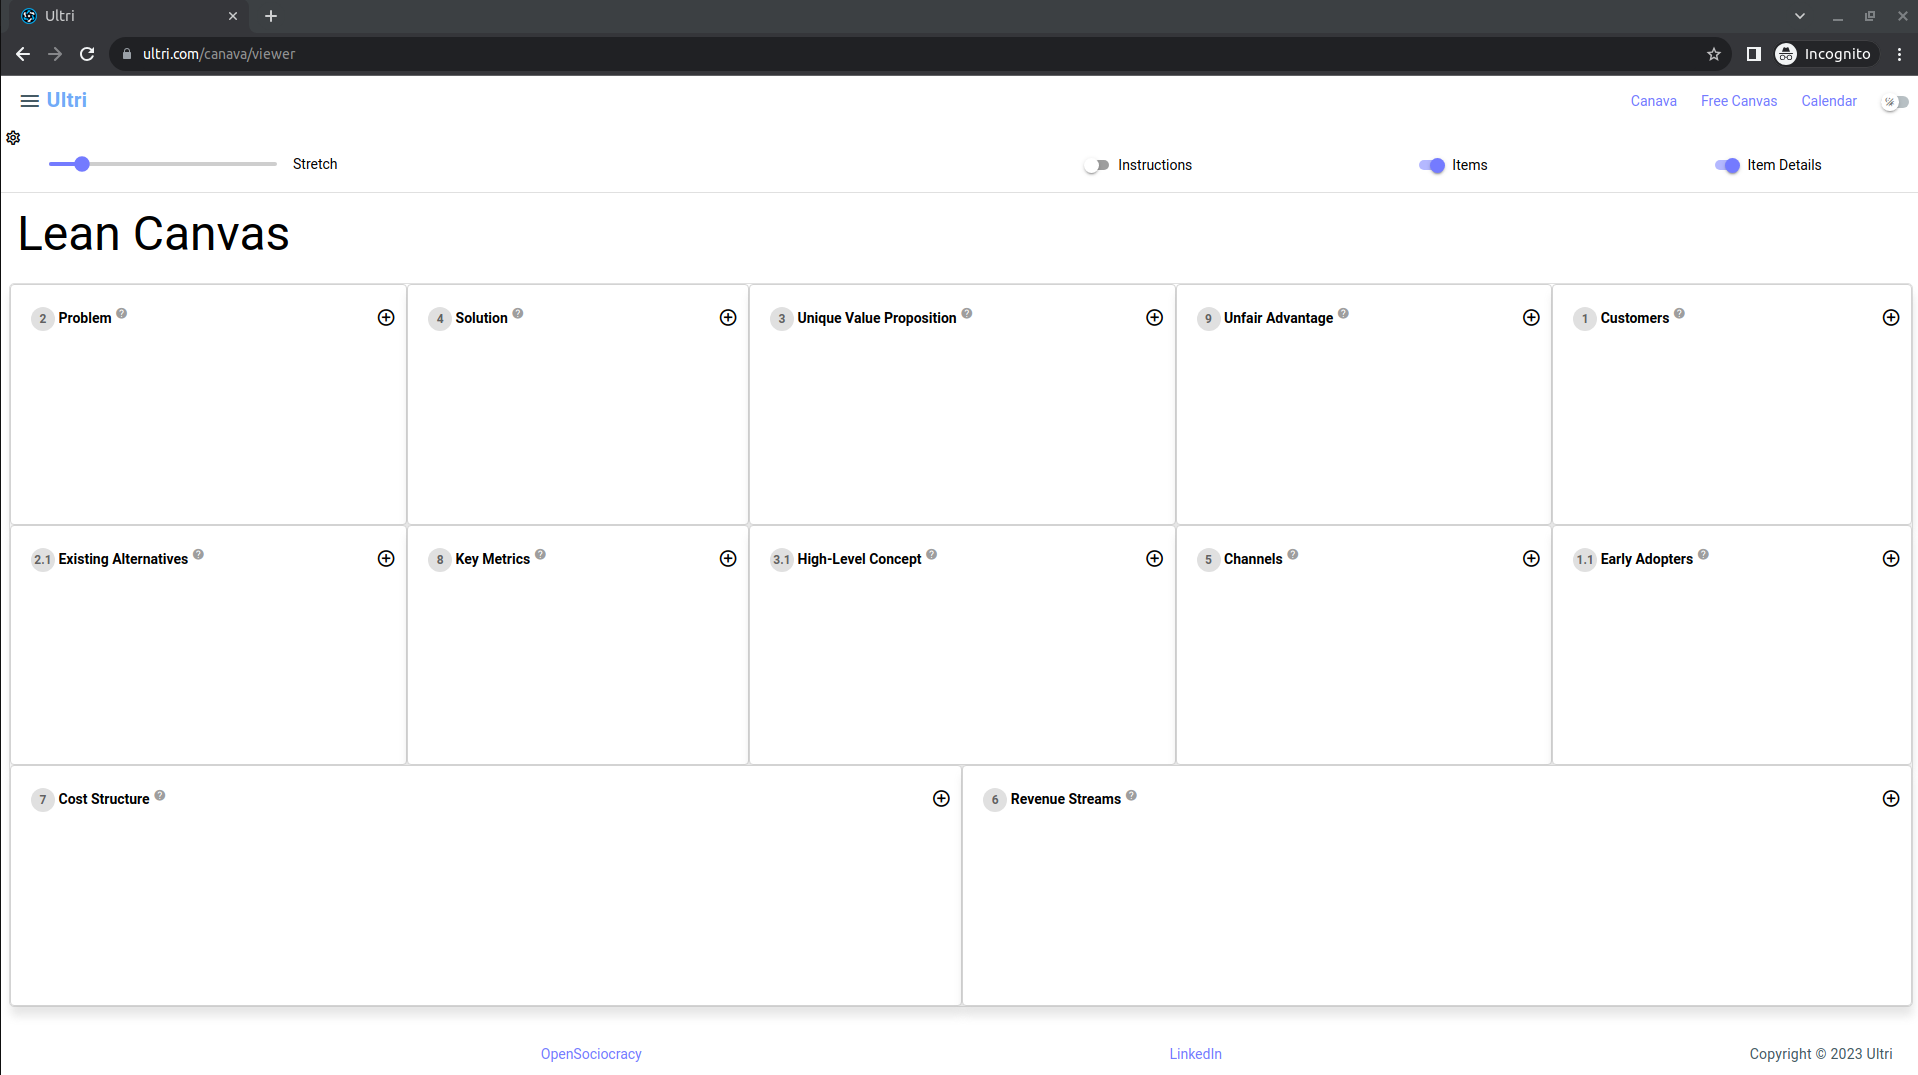 Ultri
ultri.com/canava/viewer
Incognito
Ultri
Canava
Free Canvas
Calendar
Stretch
Instructions
Items
Item Details
Lean Canvas
2 Problem ?
4 Solution ?
3 Unique Value Proposition ?
9 Unfair Advantage ?
1 Customers ?
2.1 Existing Alternatives ?
8 Key Metrics ?
3.1 High-Level Concept ?
5 Channels ?
1.1 Early Adopters ?
7 Cost Structure ?
6 Revenue Streams ?
OpenSociocracy
LinkedIn
Copyright © 2023 Ultri